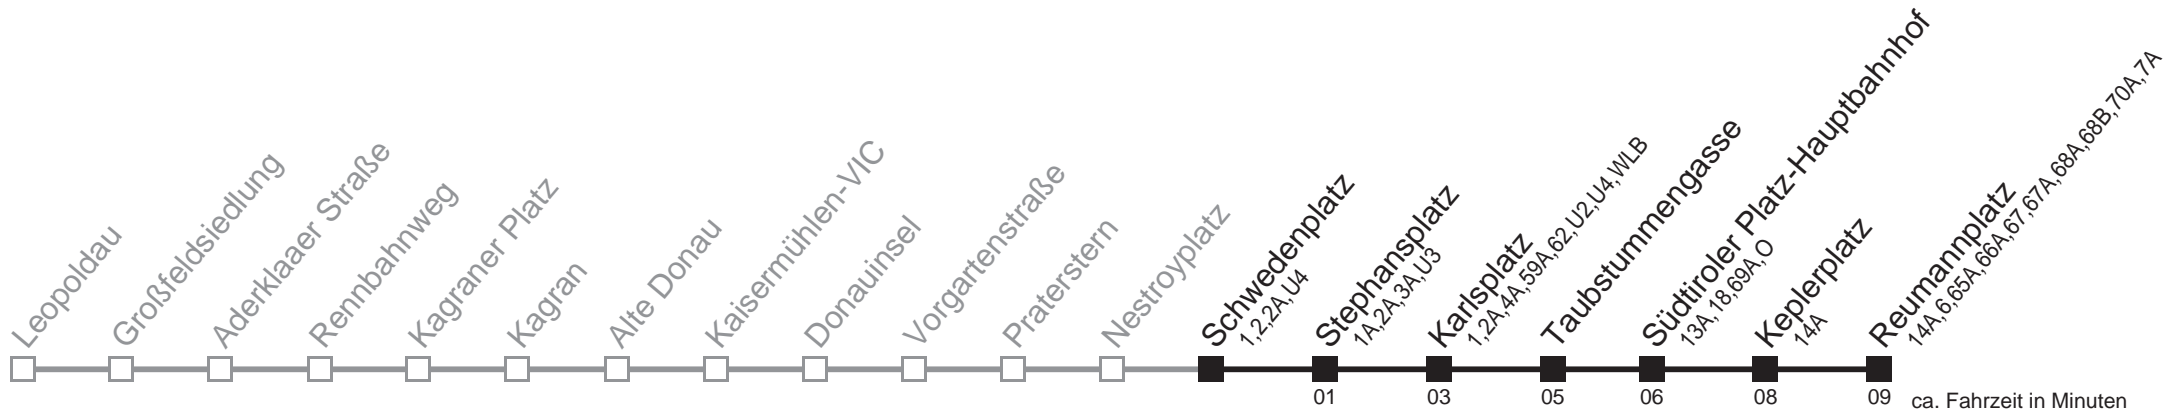 Leopoldau
Großfeldsiedlung
Aderklaaer Straße
Rennbahnweg
Kagraner Platz
Kagran
Alte Donau
Kaisermühlen-VIC
Donauinsel
Vorgartenstraße
Praterstern
Nestroyplatz
Schwedenplatz
1,2,2A,U4
Stephansplatz
1A,2A,3A,U3
Karlsplatz
1,2A,4A,59A,62,U2,U4,WLB
Taubstummengasse
Südtiroler Platz-Hauptbahnhof
13A,18,69A,O
Keplerplatz
14A
Reumannplatz
14A,6,65A,66A,67,67A,68A,68B,70A,7A
01
03
05
06
08
09
ca. Fahrzeit in Minuten